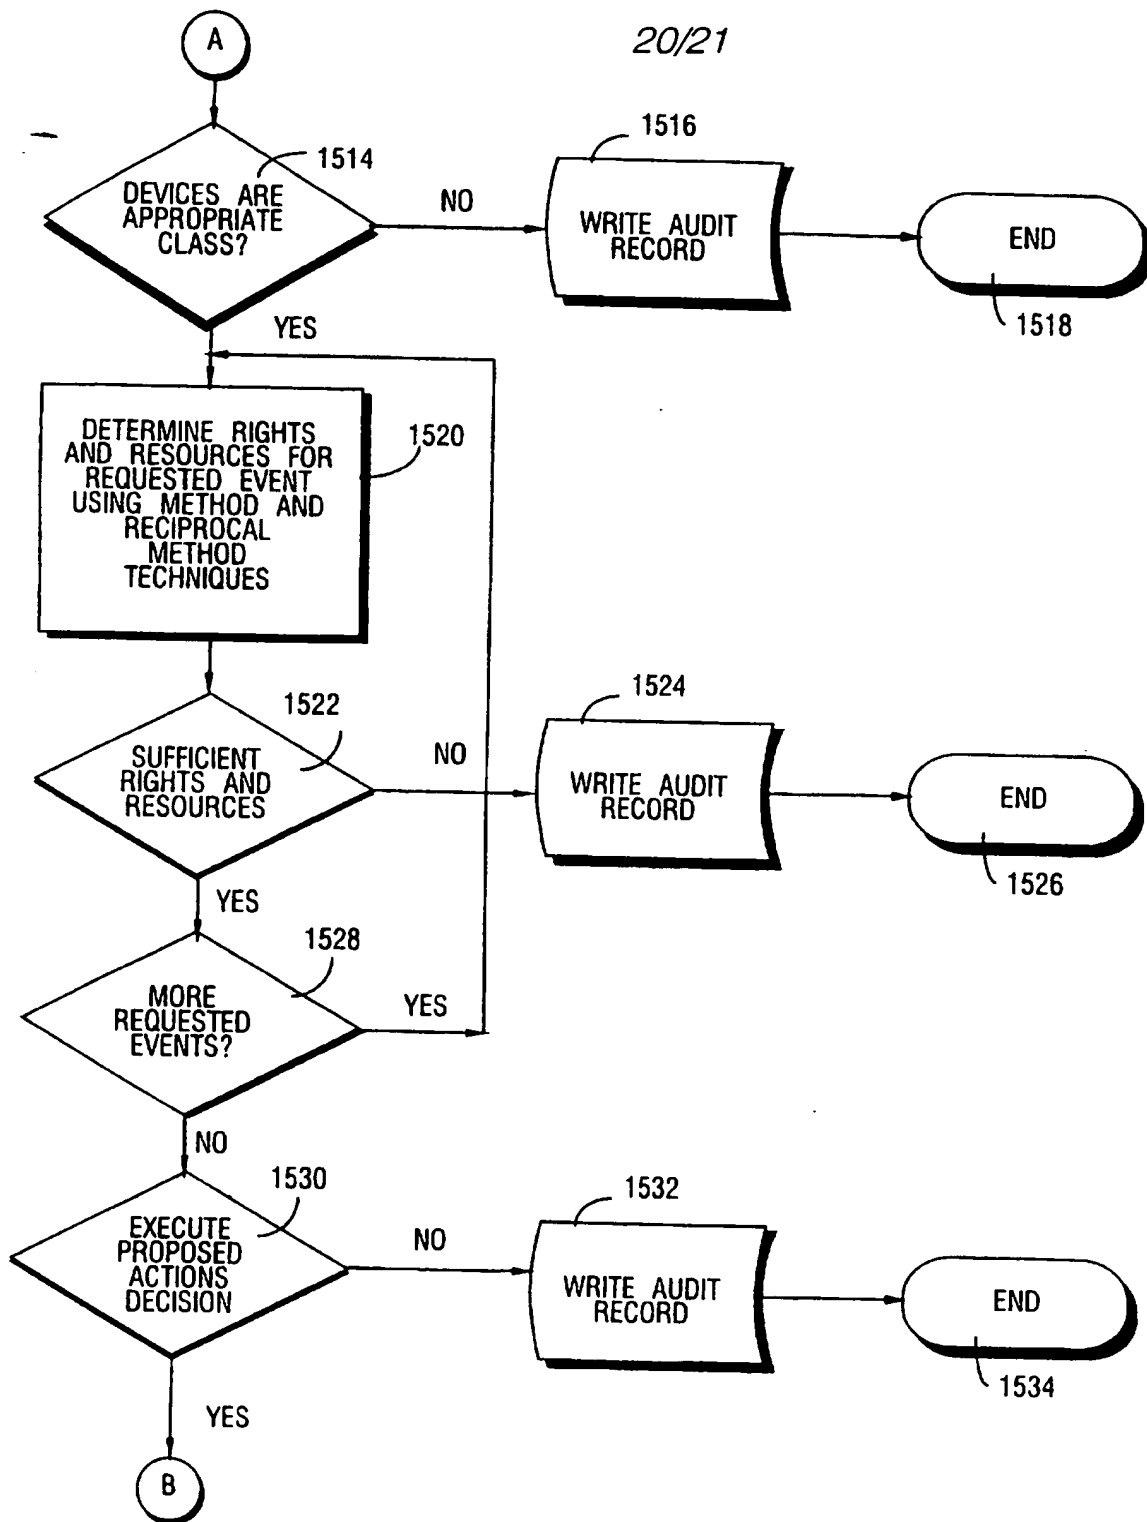 A
20/21
1514
DEVICES ARE
APPROPRIATE
CLASS?
NO
1516
WRITE AUDIT
RECORD
END
1518
YES
DETERMINE RIGHTS
AND RESOURCES FOR
REQUESTED EVENT
USING METHOD AND
RECIPROCAL
METHOD
TECHNIQUES
1520
1522
SUFFICIENT
RIGHTS AND
RESOURCES
NO
1524
WRITE AUDIT
RECORD
END
1526
YES
1528
MORE
REQUESTED
EVENTS?
YES
NO
1530
EXECUTE
PROPOSED
ACTIONS
DECISION
NO
1532
WRITE AUDIT
RECORD
END
1534
YES
B